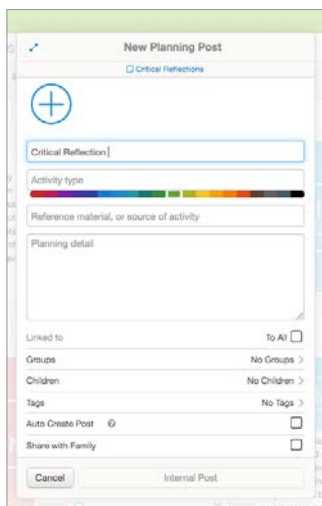 New Planning Post
Critical Reflections
Critical Reflection
Activity type
Reference material, or source of activity
Planning detail
Linked to To All
Groups No Groups >
Children No Children >
Tags No Tags >
Auto Create Post
Share with Family
Cancel Internal Post